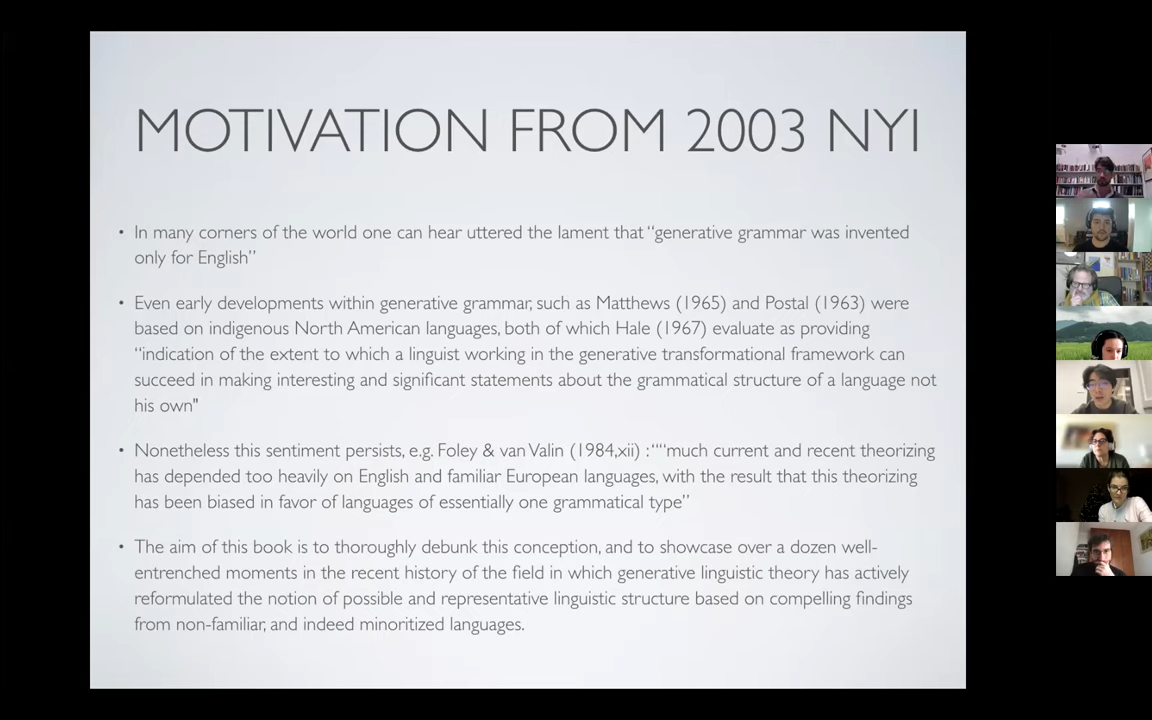 MOTIVATION FROM 2003 NYI
• In many corners of the world one can hear uttered the lament that “generative grammar was invented
only for English”
• Even early developments within generative grammar, such as Matthews (1965) and Postal (1963) were
based on indigenous North American languages, both of which Hale (1967) evaluate as providing
“indication of the extent to which a linguist working in the generative transformational framework can
succeed in making interesting and significant statements about the grammatical structure of a language not
his own"
• Nonetheless this sentiment persists, e.g. Foley & van Valin (1984,xii) :““much current and recent theorizing
has depended too heavily on English and familiar European languages, with the result that this theorizing
has been biased in favor of languages of essentially one grammatical type”
• The aim of this book is to thoroughly debunk this conception, and to showcase over a dozen well-
entrenched moments in the recent history of the field in which generative linguistic theory has actively
reformulated the notion of possible and representative linguistic structure based on compelling findings
from non-familiar, and indeed minoritized languages.